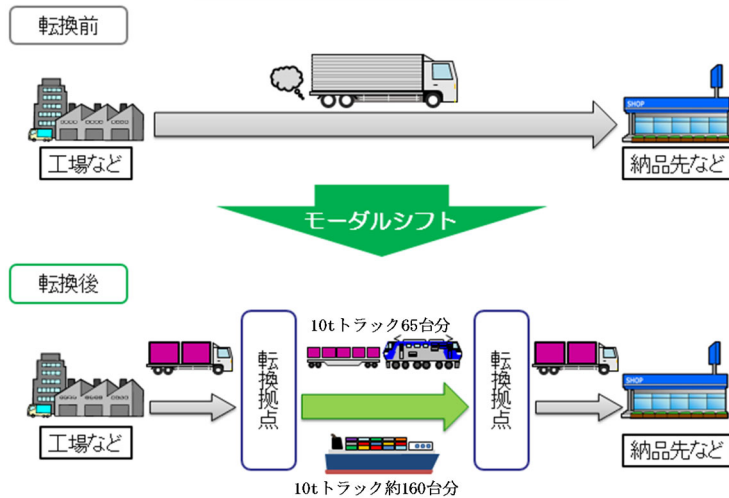 転換前
SHOP
工場など
納品先など
モーダルシフト
転換後
10tトラック65台分
転換拠点
転換拠点
SHOP
工場など
納品先など
10tトラック約160台分